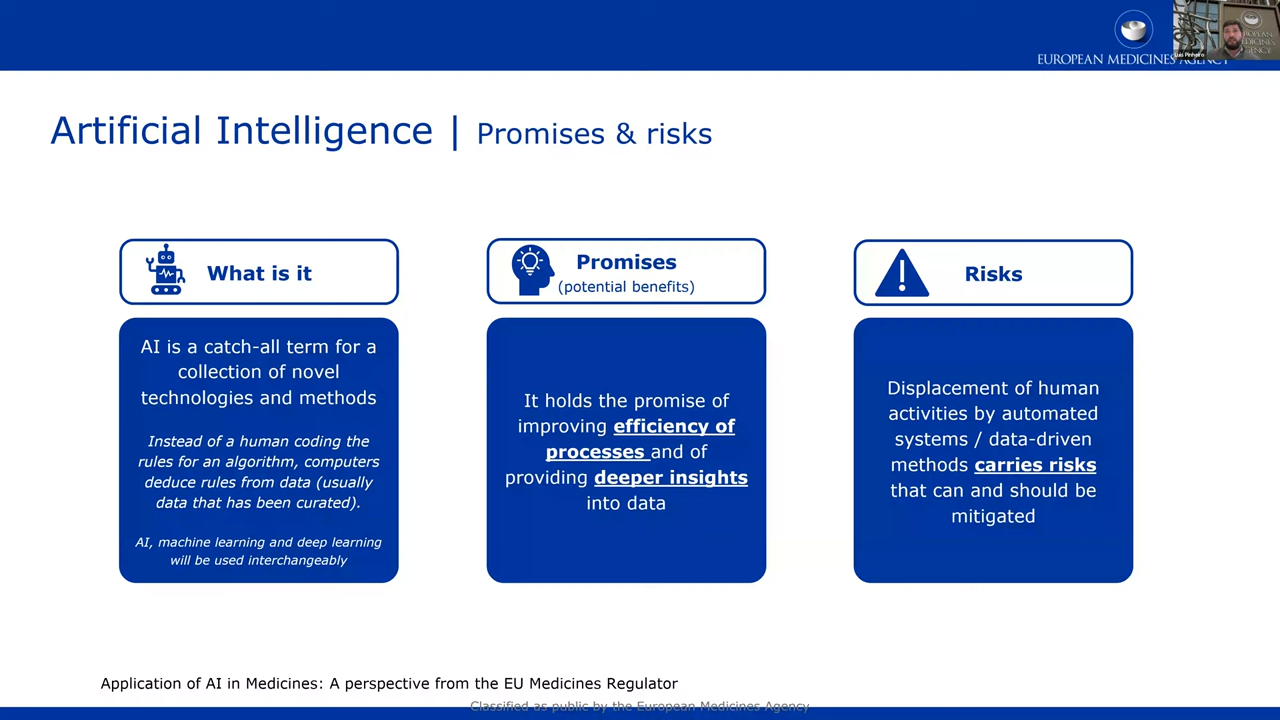 EUROPEAN MEDICINES AGENCY
Luis Pinheiro
EUROPEAN
MEDICINES
AGENCY
Artificial Intelligence | Promises & risks
What is it
AI is a catch-all term for a
collection of novel
technologies and methods
Instead of a human coding the
rules for an algorithm, computers
deduce rules from data (usually
data that has been curated).
AI, machine learning and deep learning
will be used interchangeably
Promises
(potential benefits)
It holds the promise of
improving efficiency of
processes and of
providing deeper insights
into data
Risks
Displacement of human
activities by automated
systems / data-driven
methods carries risks
that can and should be
mitigated
Application of AI in Medicines: A perspective from the EU Medicines Regulator
Classified as public by the European Medicines Agency